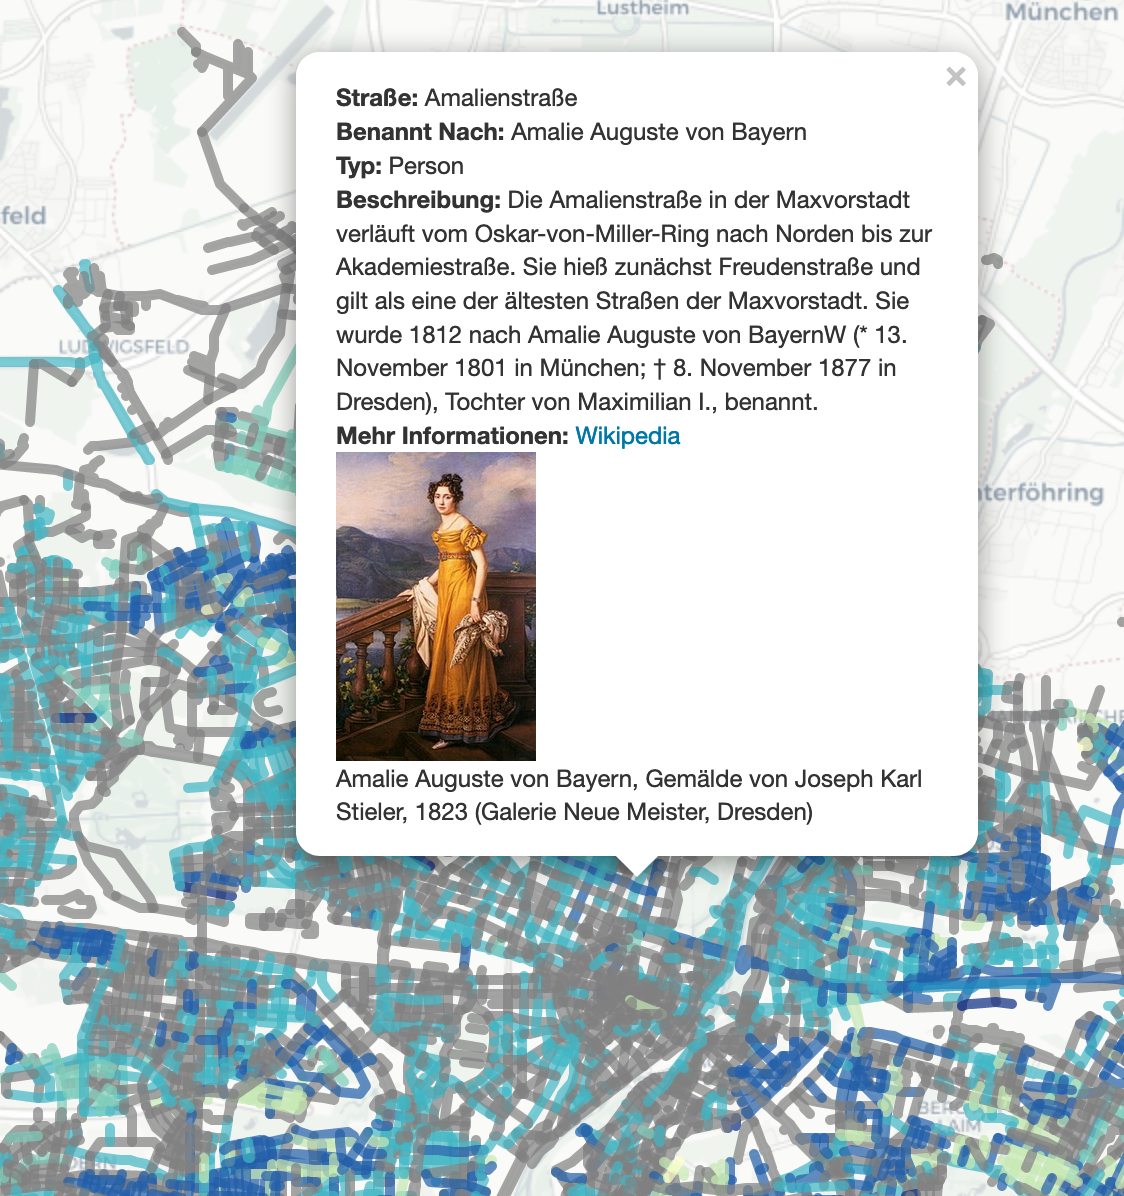 Lustheim
München
Straße: Amalienstraße
Benannt Nach: Amalie Auguste von Bayern
Typ: Person
Beschreibung: Die Amalienstraße in der Maxvorstadt
verläuft vom Oskar-von-Miller-Ring nach Norden bis zur
Akademiestraße. Sie hieß zunächst Freudenstraße und
gilt als eine der ältesten Straßen der Maxvorstadt. Sie
wurde 1812 nach Amalie Auguste von BayernW (* 13.
November 1801 in München; † 8. November 1877 in
Dresden), Tochter von Maximilian I., benannt.
Mehr Informationen: Wikipedia
Amalie Auguste von Bayern, Gemälde von Joseph Karl
Stieler, 1823 (Galerie Neue Meister, Dresden)
sfeld
LUDWIGSFELD
nterföhring